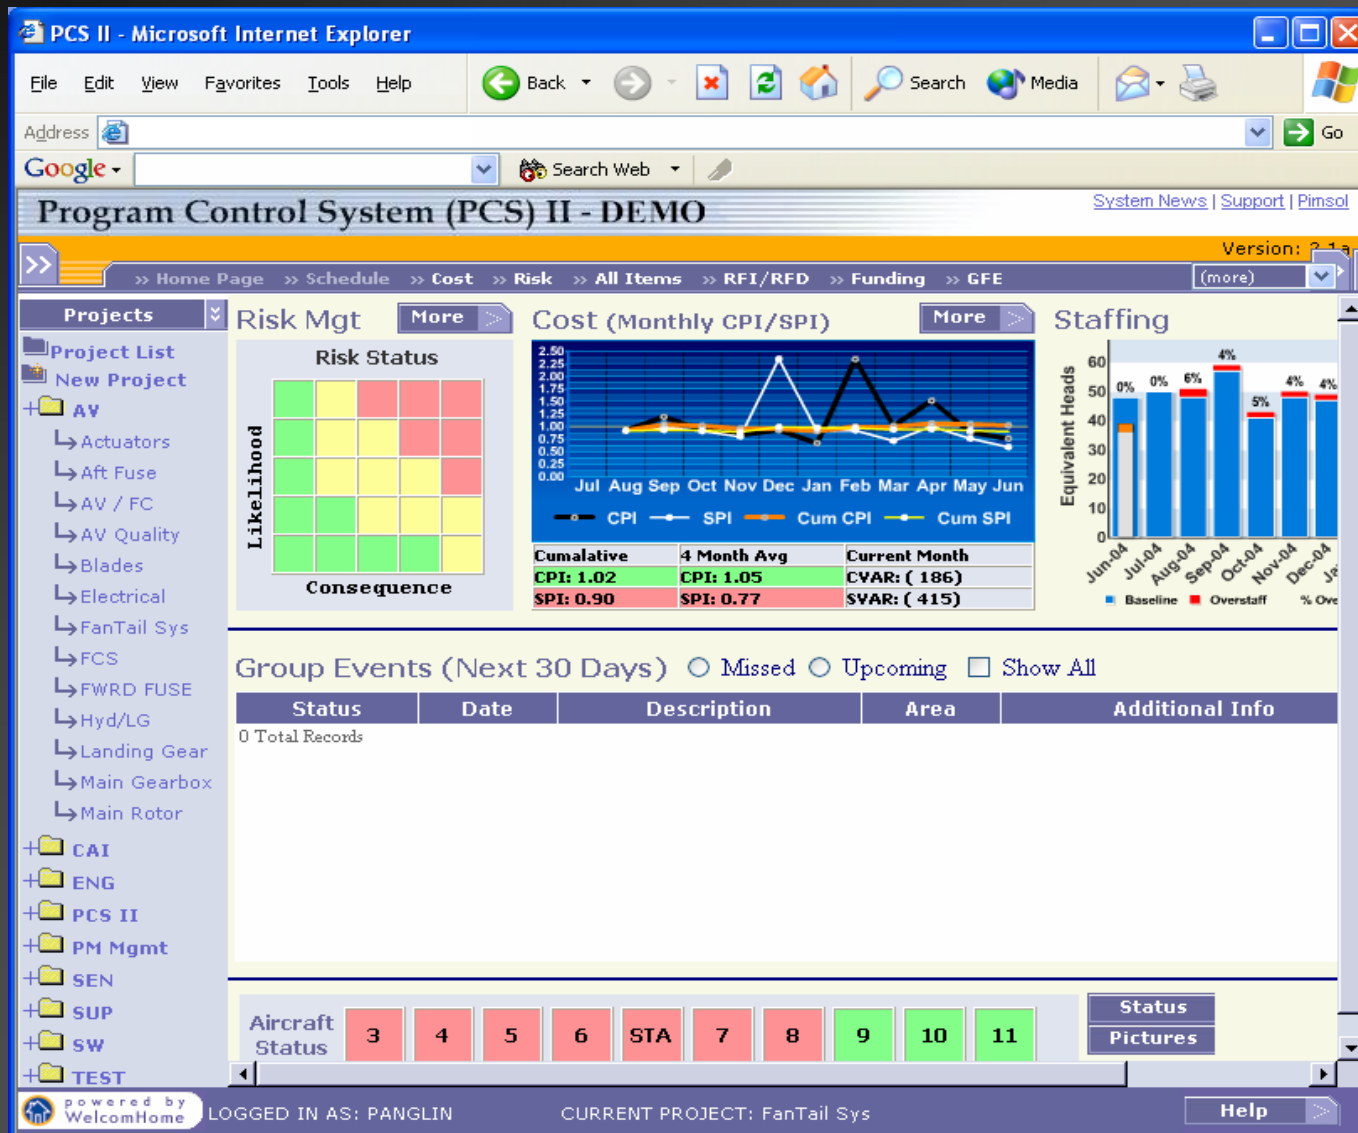 PCS II - Microsoft Internet Explorer
File Edit View Favorites Tools Help Back Search Media
Address Go
Google Search Web
Program Control System (PCS) II - DEMO
System News | Support | Pimsol
Version: 2.1a
» Home Page » Schedule » Cost » Risk » All Items » RFI/RFD » Funding » GFE (more)
Projects
Project List
New Project
AV
Actuators
Aft Fuse
AV / FC
AV Quality
Blades
Electrical
FanTail Sys
FCS
FWRD FUSE
Hyd/LG
Landing Gear
Main Gearbox
Main Rotor
CAI
ENG
PCS II
PM Mgmt
SEN
SUP
SW
TEST
Risk Mgt More
Risk Status
Likelihood
Consequence
Cost (Monthly CPI/SPI) More
2.50
2.25
2.00
1.75
1.50
1.25
1.00
0.75
0.50
0.25
0.00
Jul Aug Sep Oct Nov Dec Jan Feb Mar Apr May Jun
CPI SPI Cum CPI Cum SPI
Cumalative 4 Month Avg Current Month
CPI: 1.02 CPI: 1.05 CVAR: ( 186)
SPI: 0.90 SPI: 0.77 SVAR: ( 415)
Staffing
Equivalent Heads
60
50
40
30
20
10
0
0% 0% 6% 4% 5% 4% 4%
Jun-04 Jul-04 Aug-04 Sep-04 Oct-04 Nov-04 Dec-04 Ja
Baseline Overstaff % Ove
Group Events (Next 30 Days) Missed Upcoming Show All
Status Date Description Area Additional Info
0 Total Records
Aircraft Status
3 4 5 6 STA 7 8 9 10 11
Status
Pictures
powered by
WelcomHome
LOGGED IN AS: PANGLIN CURRENT PROJECT: FanTail Sys Help